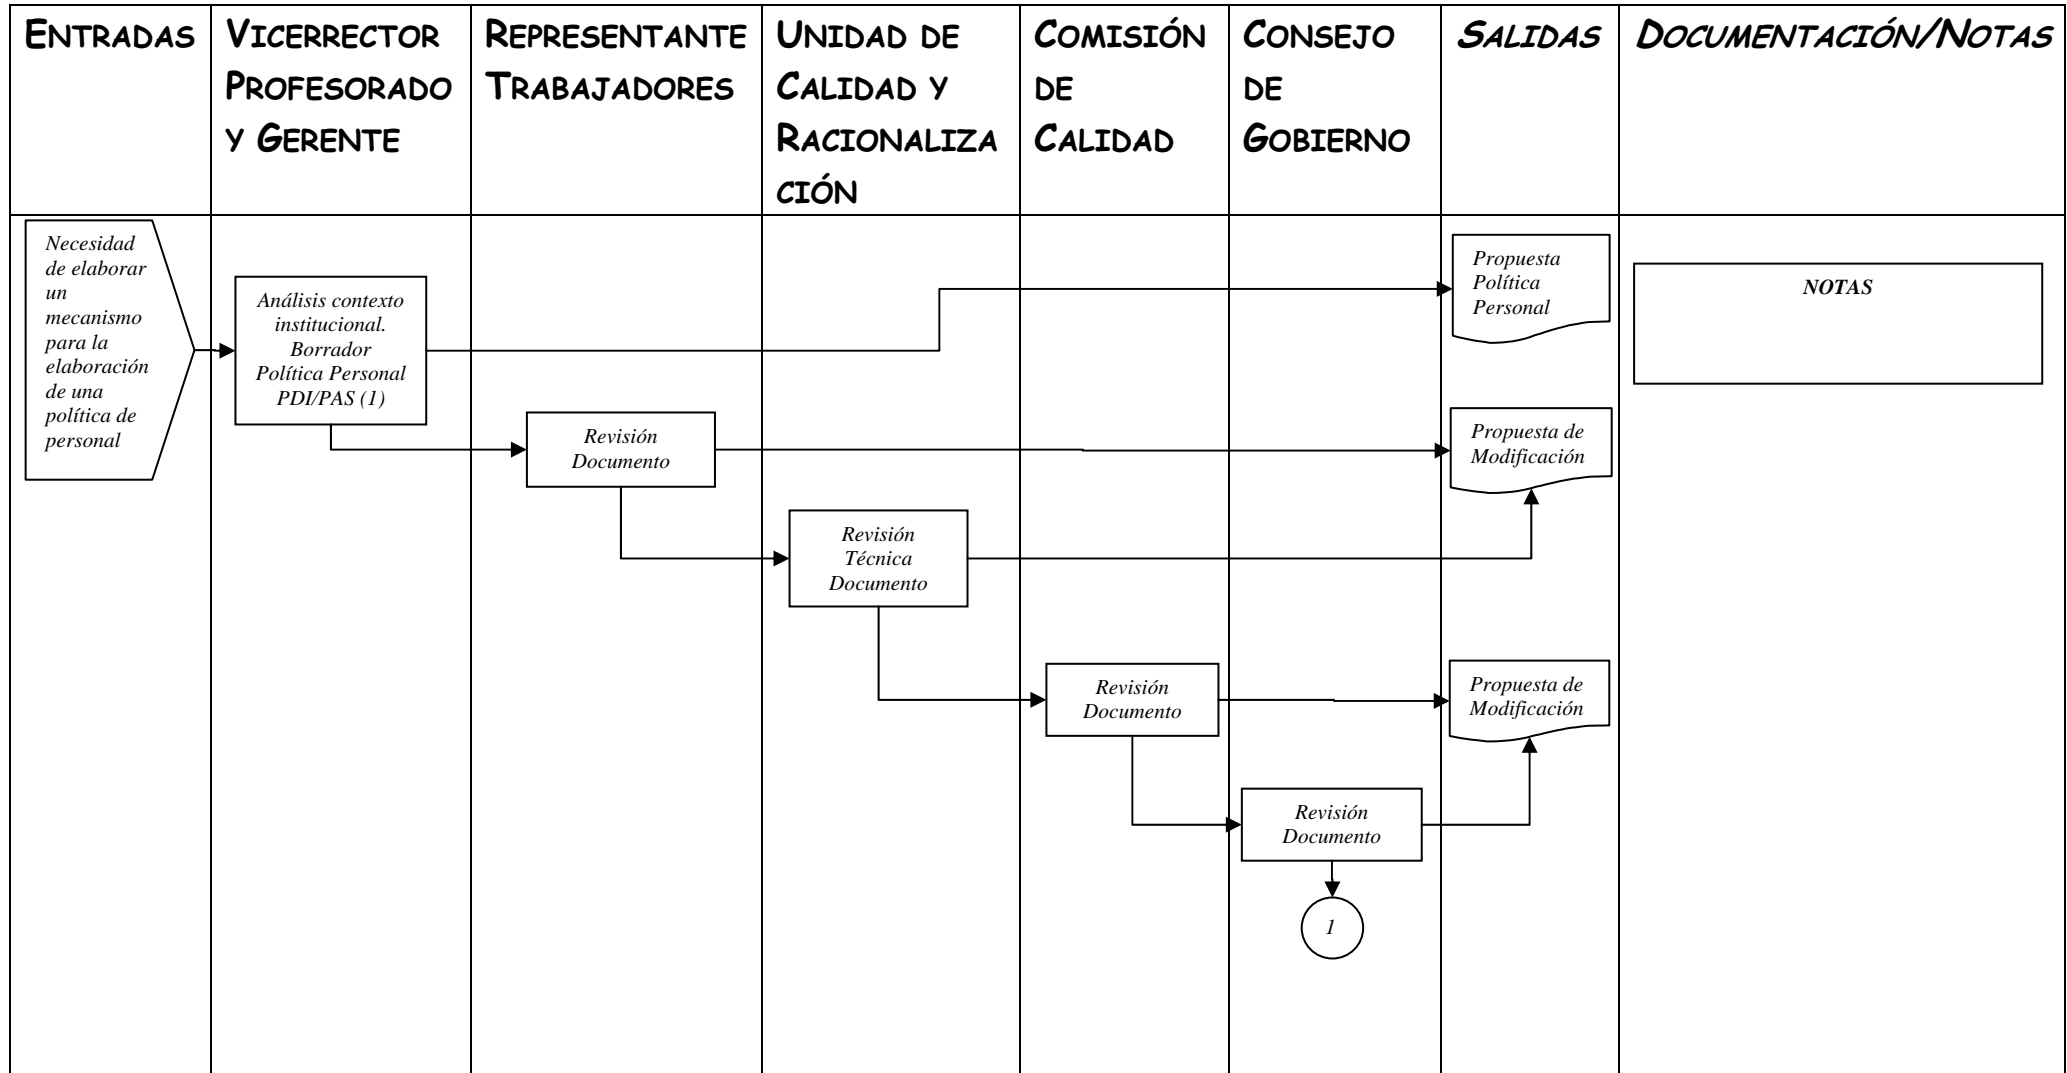 ENTRADAS
VICERRECTOR
PROFESORADO
Y GERENTE
REPRESENTANTE
TRABAJADORES
UNIDAD DE
CALIDAD Y
RACIONALIZA
CIÓN
COMISIÓN
DE
CALIDAD
CONSEJO
DE
GOBIERNO
SALIDAS
DOCUMENTACIÓN/NOTAS
Necesidad
de elaborar
un
mecanismo
para la
elaboración
de una
política de
personal
Análisis contexto
institucional.
Borrador
Política Personal
PDI/PAS (1)
Propuesta
Política
Personal
NOTAS
Revisión
Documento
Propuesta de
Modificación
Revisión
Técnica
Documento
Revisión
Documento
Propuesta de
Modificación
Revisión
Documento
1